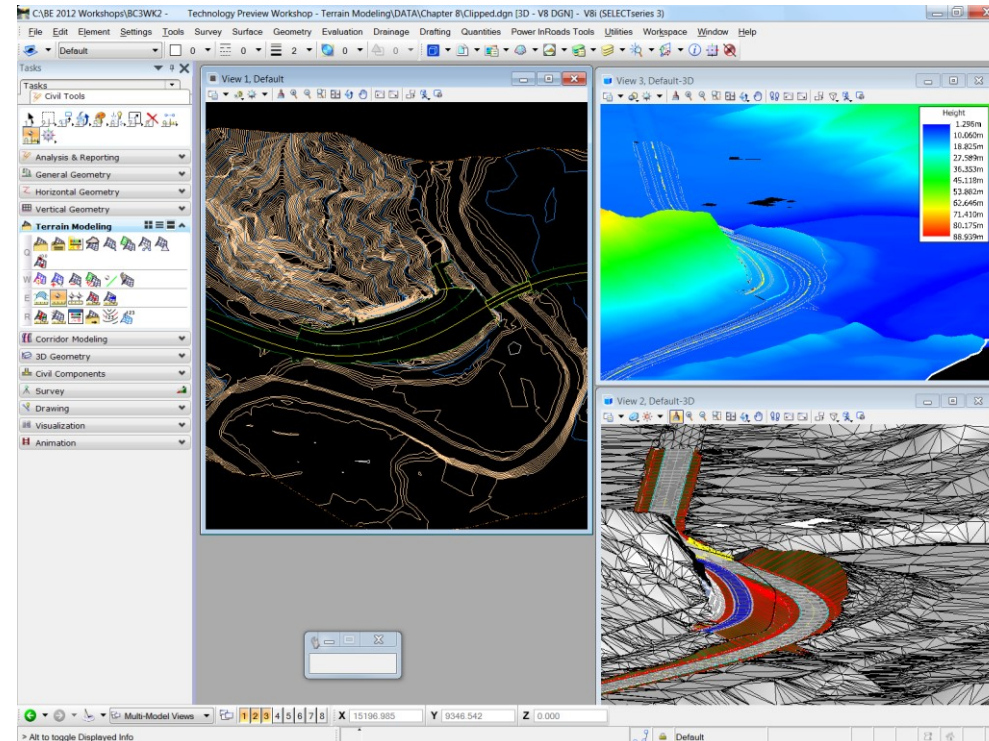 C:\BE 2012 Workshops\BC3WK2 - Technology Preview Workshop - Terrain Modeling\DATA\Chapter 8\Clipped.dgn [3D - V8 DGN] - V8i (SELECTseries 3)
File Edit Element Settings Tools Survey Surface Geometry Evaluation Drainage Drafting Quantities Power InRoads Tools Utilities Workspace Window Help
Default 0 0 2 0 0
Tasks
Tasks
Civil Tools
Analysis & Reporting
General Geometry
Horizontal Geometry
Vertical Geometry
Terrain Modeling
Q
W
E
R
Corridor Modeling
3D Geometry
Civil Components
Survey
Drawing
Visualization
Animation
View 1, Default
View 3, Default-3D
Height
1.296m
10.060m
18.825m
27.589m
36.353m
45.118m
53.882m
62.646m
71.410m
80.175m
88.939m
View 2, Default-3D
Multi-Model Views 1 2 3 4 5 6 7 8 X 15196.985 Y 9346.542 Z 0.000
> Alt to toggle Displayed Info
Default